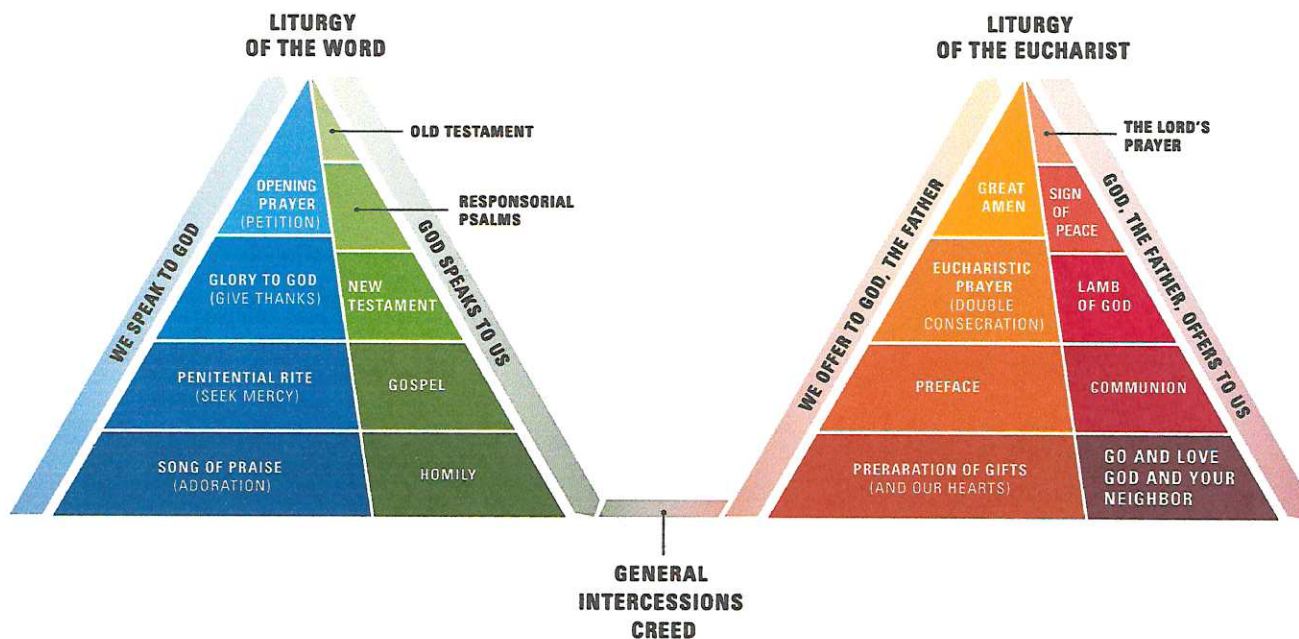 LITURGY
OF THE WORD
WE SPEAK TO GOD
OPENING
PRAYER
(PETITION)
GLORY TO GOD
(GIVE THANKS)
PENITENTIAL RITE
(SEEK MERCY)
SONG OF PRAISE
(ADORATION)
OLD TESTAMENT
RESPONSORIAL
PSALMS
NEW
TESTAMENT
GOSPEL
HOMILY
GOD SPEAKS TO US
GENERAL
INTERCESSIONS
CREED
LITURGY
OF THE EUCHARIST
WE OFFER TO GOD, THE FATHER
GREAT
AMEN
EUCHARISTIC
PRAYER
(DOUBLE
CONSECRATION)
PREFACE
PRERARATION OF GIFTS
(AND OUR HEARTS)
THE LORD'S
PRAYER
SIGN
OF
PEACE
LAMB
OF GOD
COMMUNION
GO AND LOVE
GOD AND YOUR
NEIGHBOR
GOD, THE FATHER, OFFERS TO US